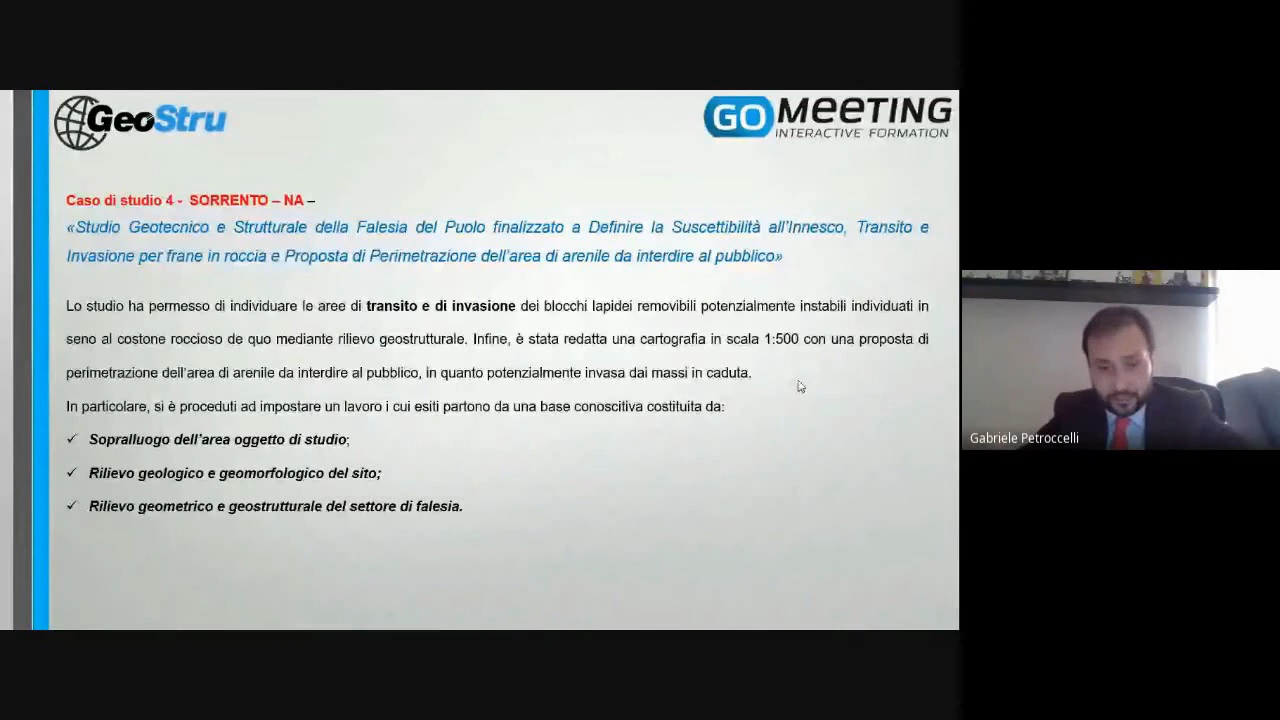 GeoStru
GO MEETING
INTERACTIVE FORMATION
Caso di studio 4 - SORRENTO – NA –
«Studio Geotecnico e Strutturale della Falesia del Puolo finalizzato a Definire la Suscettibilità all’Innesco, Transito e
Invasione per frane in roccia e Proposta di Perimetrazione dell’area di arenile da interdire al pubblico»
Lo studio ha permesso di individuare le aree di transito e di invasione dei blocchi lapidei removibili potenzialmente instabili individuati in
seno al costone roccioso de quo mediante rilievo geostrutturale. Infine, è stata redatta una cartografia in scala 1:500 con una proposta di
perimetrazione dell’area di arenile da interdire al pubblico, in quanto potenzialmente invasa dai massi in caduta.
In particolare, si è proceduti ad impostare un lavoro i cui esiti partono da una base conoscitiva costituita da:
✓ Sopralluogo dell’area oggetto di studio;
✓ Rilievo geologico e geomorfologico del sito;
✓ Rilievo geometrico e geostrutturale del settore di falesia.
Gabriele Petroccelli